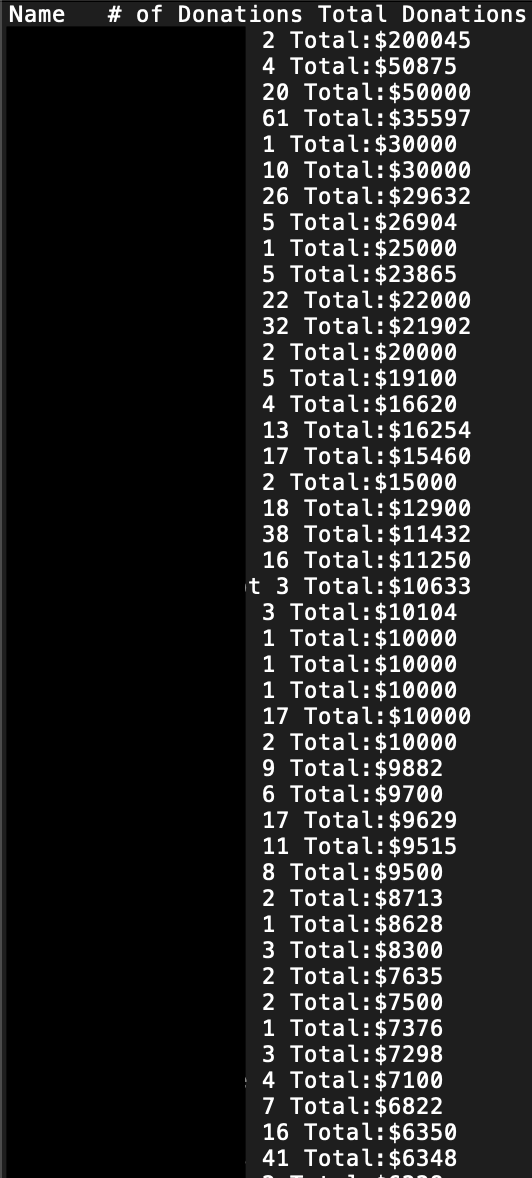 Name # of Donations Total Donations
2 Total:$200045
4 Total:$50875
20 Total:$50000
61 Total:$35597
1 Total:$30000
10 Total:$30000
26 Total:$29632
5 Total:$26904
1 Total:$25000
5 Total:$23865
22 Total:$22000
32 Total:$21902
2 Total:$20000
5 Total:$19100
4 Total:$16620
13 Total:$16254
17 Total:$15460
2 Total:$15000
18 Total:$12900
38 Total:$11432
16 Total:$11250
t 3 Total:$10633
3 Total:$10104
1 Total:$10000
1 Total:$10000
1 Total:$10000
17 Total:$10000
2 Total:$10000
9 Total:$9882
6 Total:$9700
17 Total:$9629
11 Total:$9515
8 Total:$9500
2 Total:$8713
1 Total:$8628
3 Total:$8300
2 Total:$7635
2 Total:$7500
1 Total:$7376
3 Total:$7298
4 Total:$7100
7 Total:$6822
16 Total:$6350
41 Total:$6348